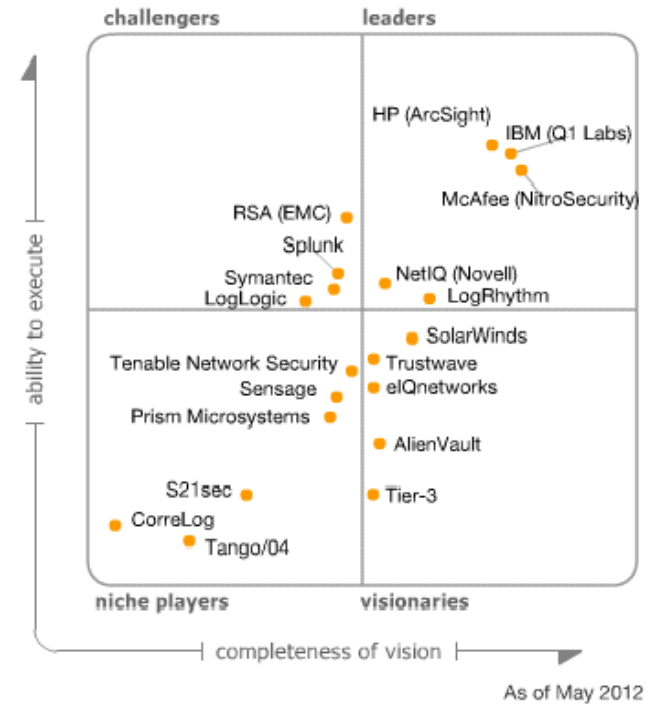 challengers
leaders
HP (ArcSight)
IBM (Q1 Labs)
McAfee (NitroSecurity)
RSA (EMC)
Splunk
Symantec
NetIQ (Novell)
LogLogic
LogRhythm
ability to execute
SolarWinds
Tenable Network Security
Trustwave
Sensage
eIQnetworks
Prism Microsystems
AlienVault
S21sec
Tier-3
CorreLog
Tango/04
niche players
visionaries
completeness of vision
As of May 2012